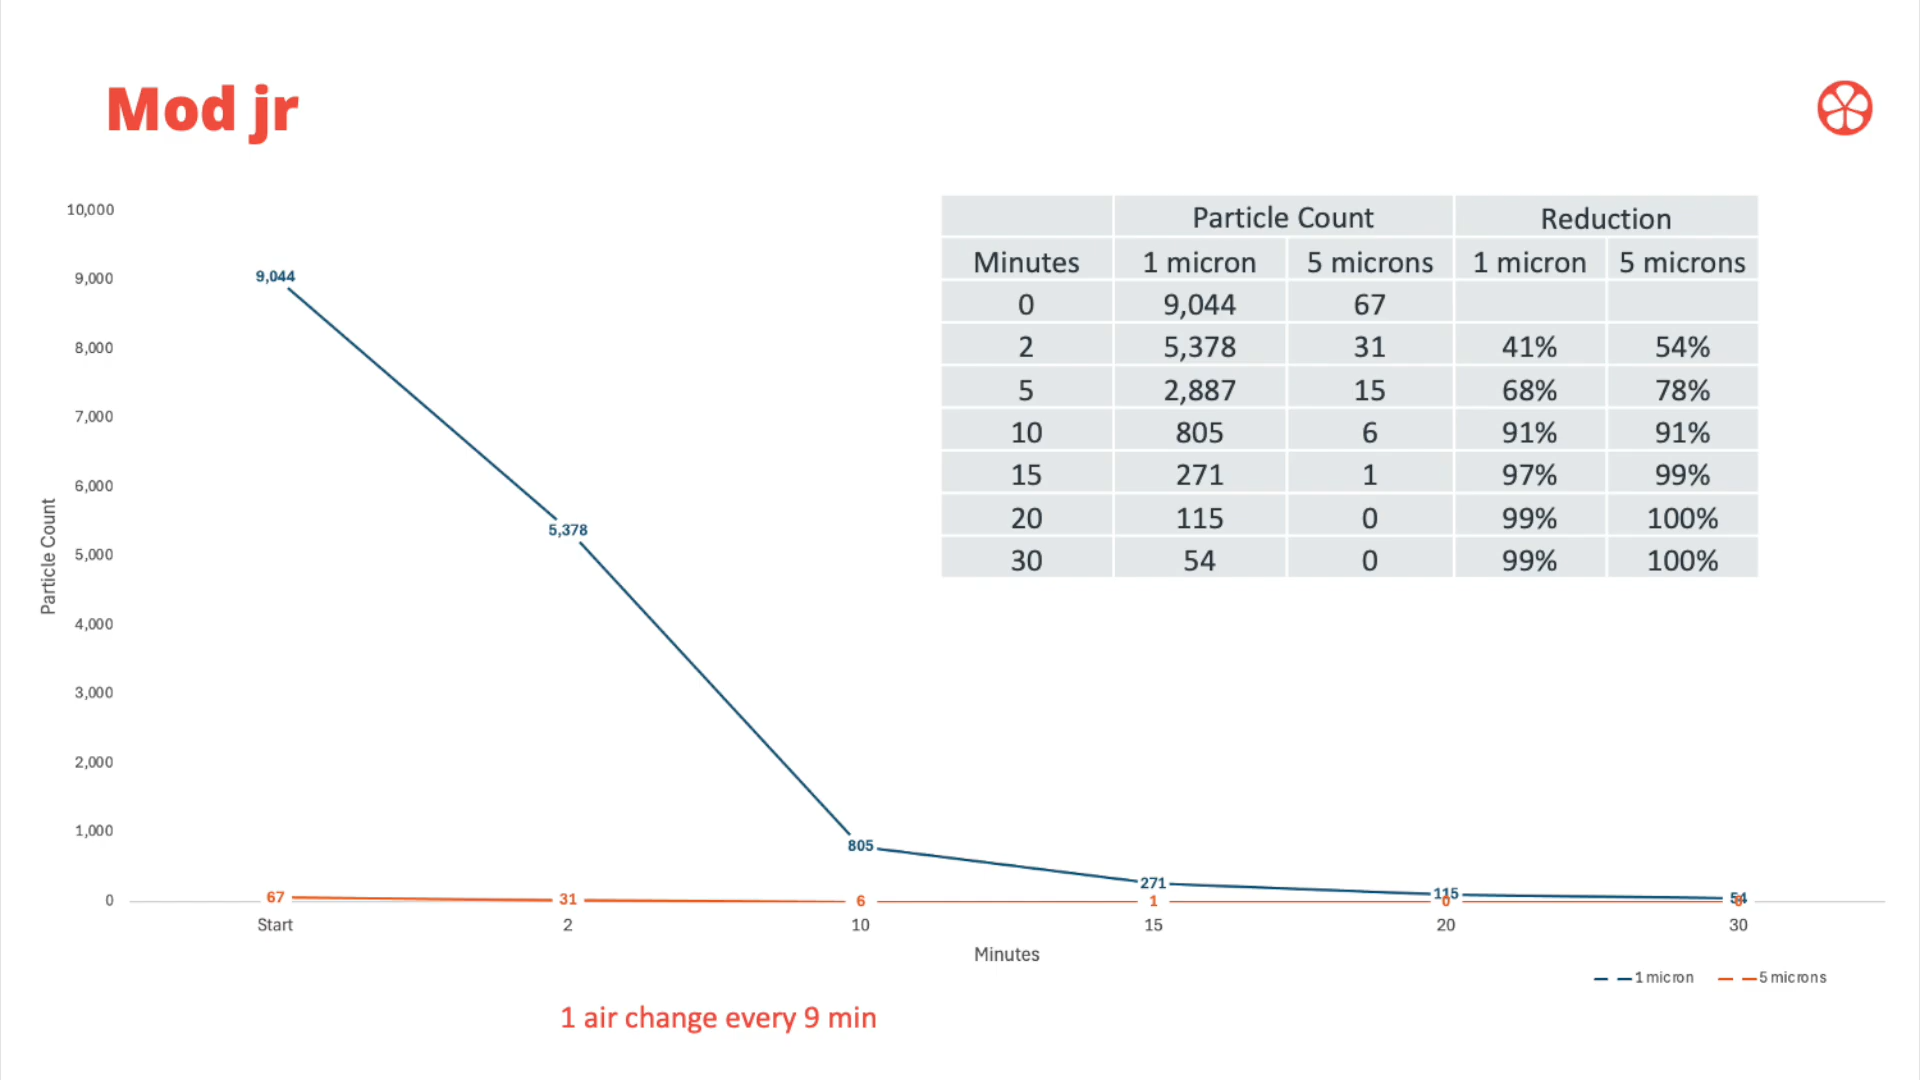 Mod jr
Particle Count Reduction
Minutes 1 micron 5 microns 1 micron 5 microns
0 9,044 67
2 5,378 31 41% 54%
5 2,887 15 68% 78%
10 805 6 91% 91%
15 271 1 97% 99%
20 115 0 99% 100%
30 54 0 99% 100%
Particle Count
10,000
9,000
8,000
7,000
6,000
5,000
4,000
3,000
2,000
1,000
0
9,044
5,378
805
271
115
54
67
31
6
1
0
0
Start 2 10 15 20 30
Minutes
1 micron 5 microns
1 air change every 9 min